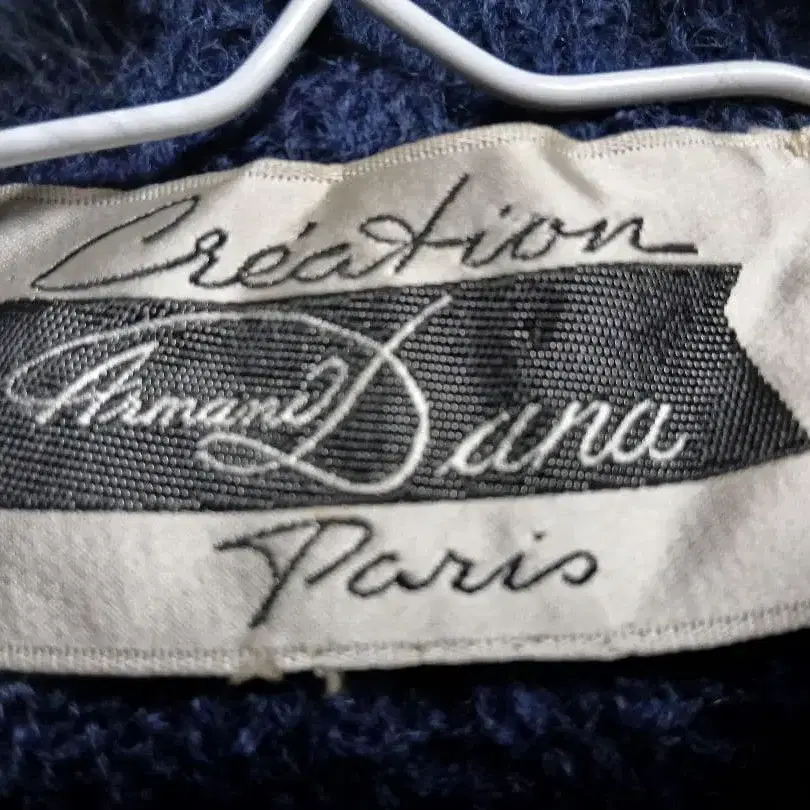 Création
Armand Dana
Paris